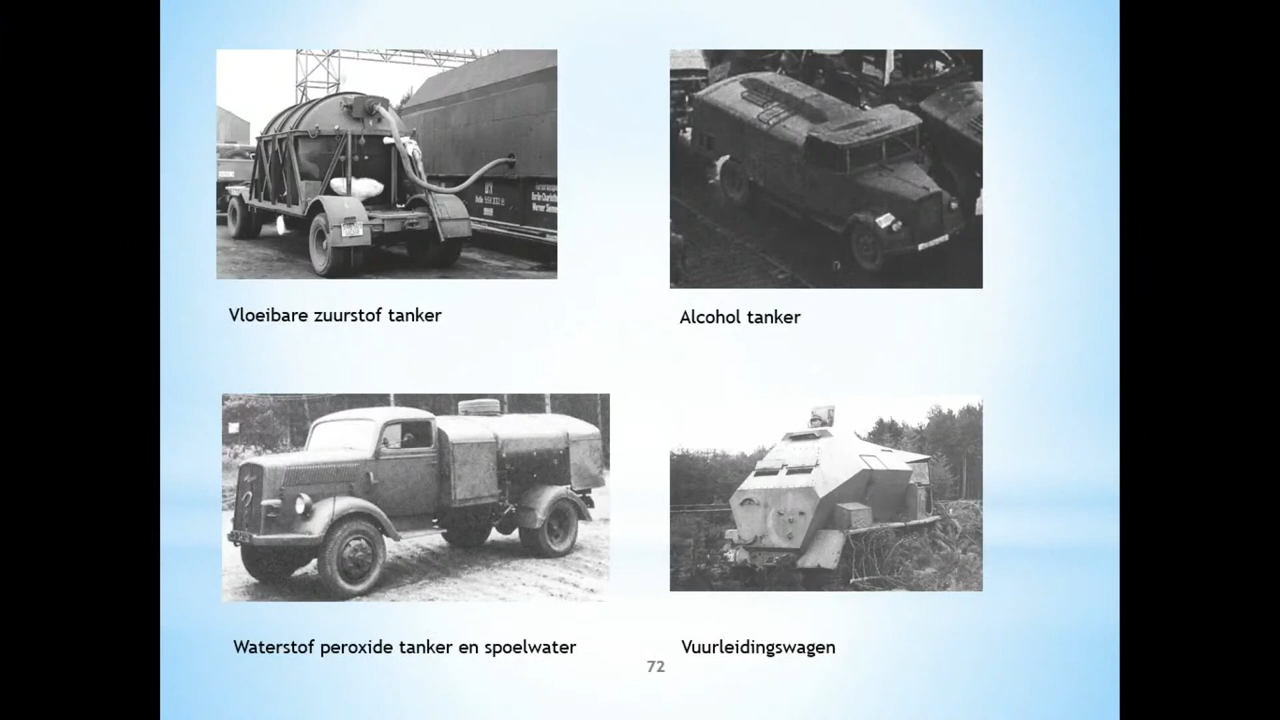 Vloeibare zuurstof tanker
Alcohol tanker
Waterstof peroxide tanker en spoelwater
Vuurleidingswagen
72